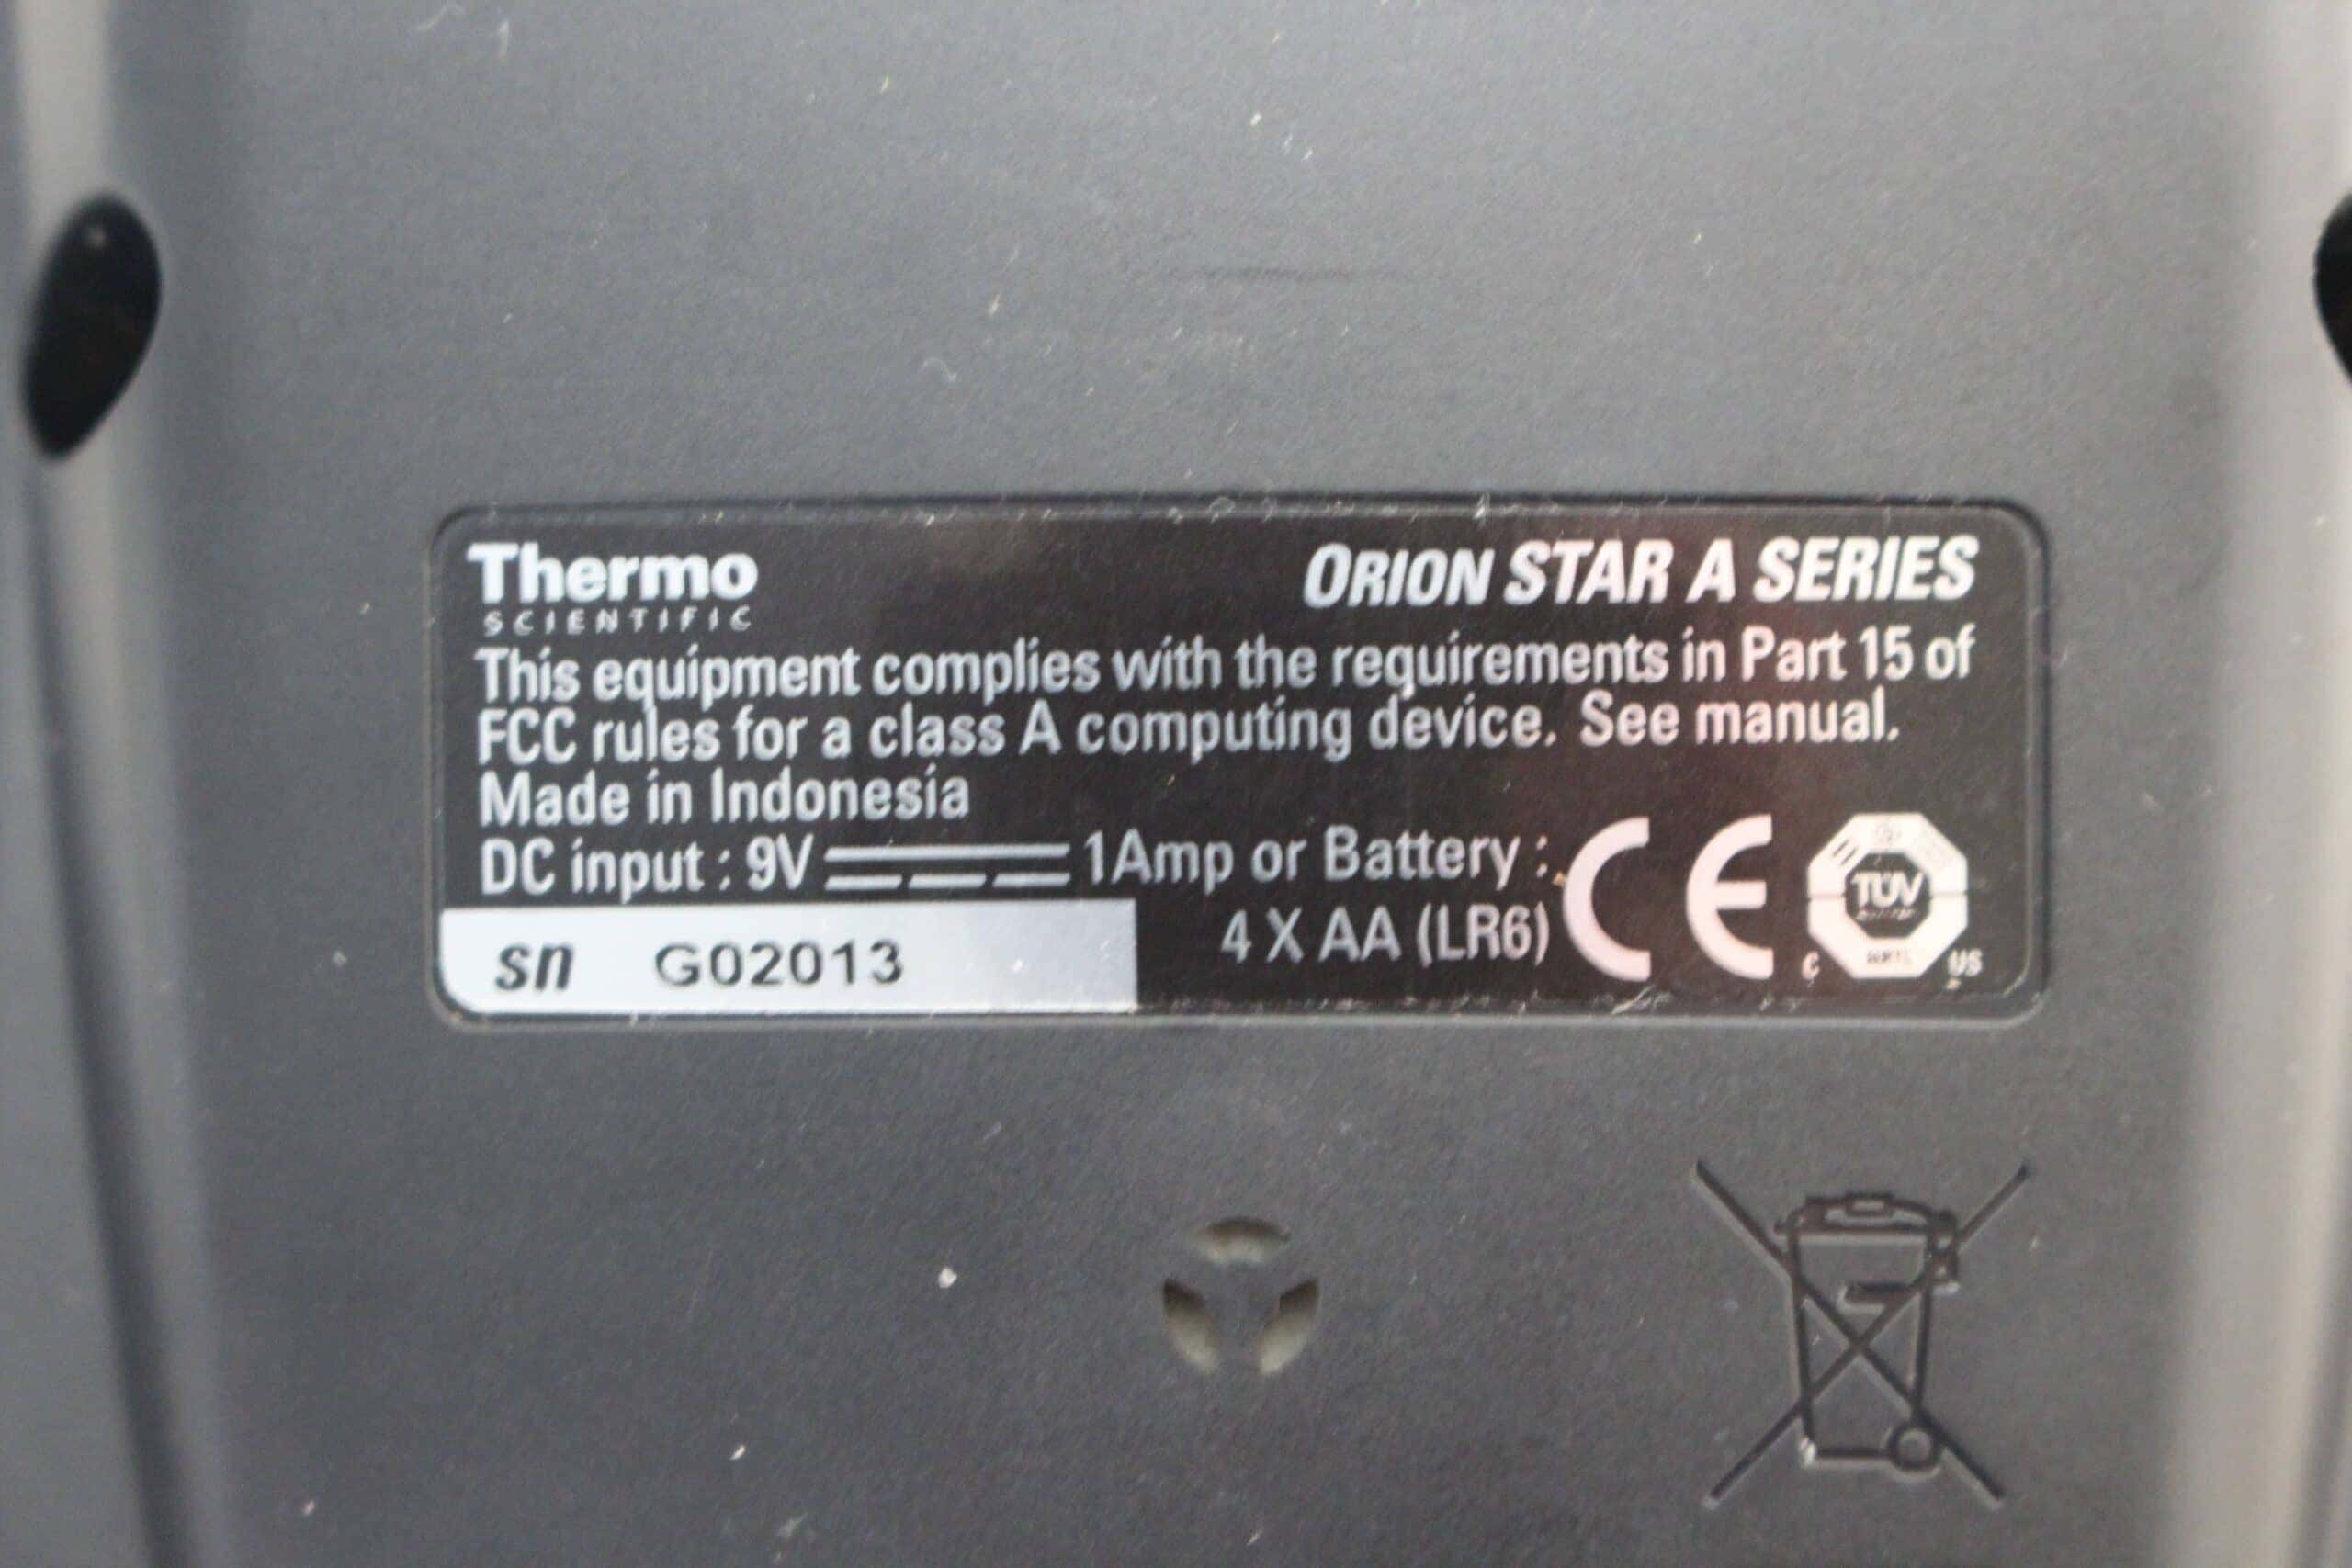 Thermo
SCIENTIFIC
ORION STAR A SERIES
This equipment complies with the requirements in Part 15 of
FCC rules for a class A computing device. See manual.
Made in Indonesia
DC input : 9V 1Amp or Battery :
4 X AA (LR6)
CE
TÜV
C US
sn G02013